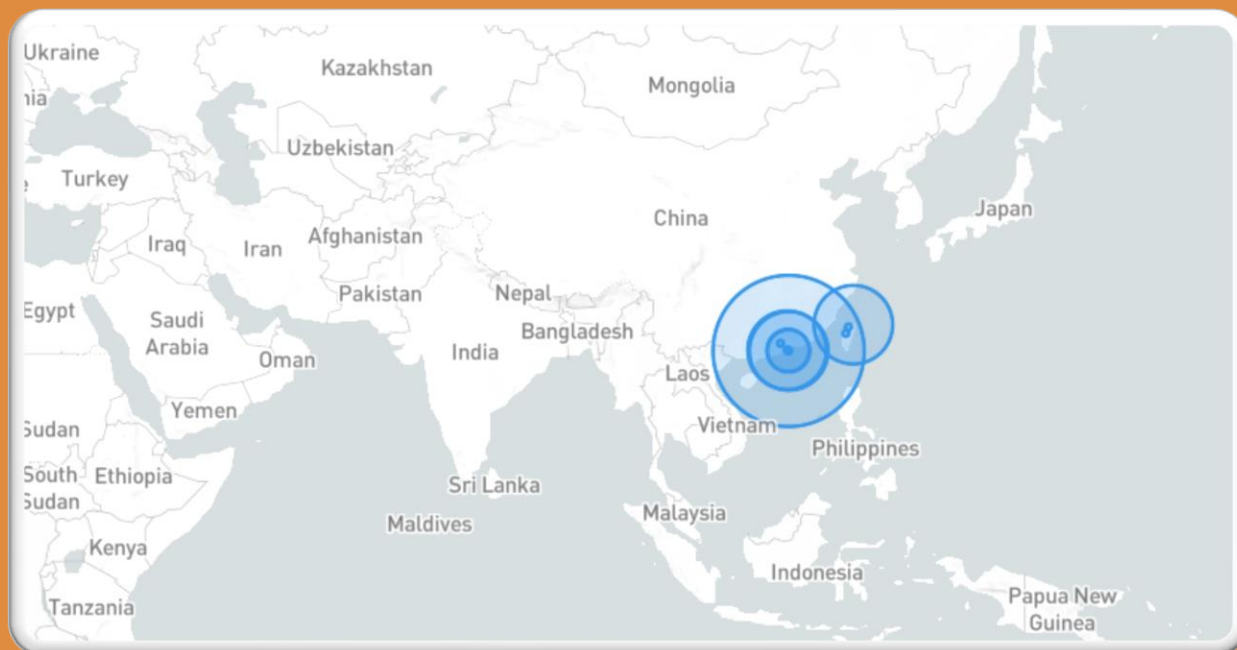 Ukraine
Kazakhstan
Mongolia
nia
Uzbekistan
Turkey
China
Japan
Iraq
Iran
Afghanistan
Pakistan
Nepal
Egypt
Saudi
Arabia
Bangladesh
Oman
India
Laos
Yemen
Vietnam
Sudan
Philippines
South
Sudan
Ethiopia
Sri Lanka
Malaysia
Maldives
Kenya
Indonesia
Tanzania
Papua New
Guinea